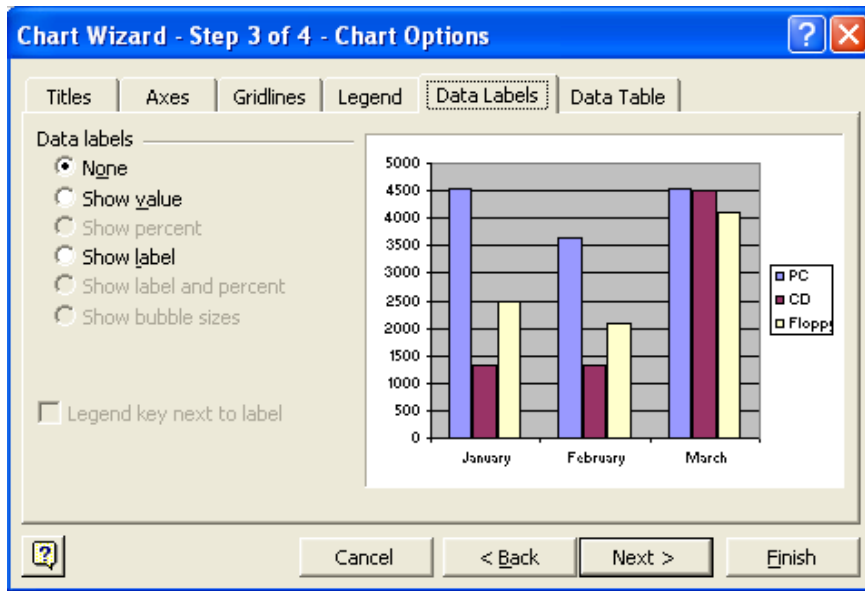 Chart Wizard - Step 3 of 4 - Chart Options
Titles Axes Gridlines Legend Data Labels Data Table
Data labels
None
Show value
Show percent
Show label
Show label and percent
Show bubble sizes
Legend key next to label
5000
4500
4000
3500
3000
2500
2000
1500
1000
500
0
January February March
PC
CD
Floppy
Cancel < Back Next > Finish